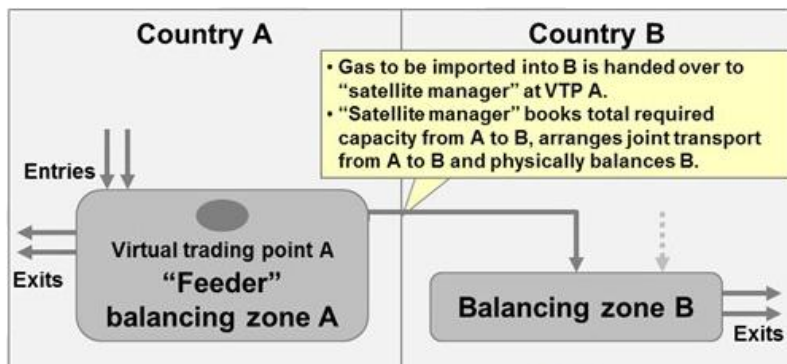 Country A
Country B
• Gas to be imported into B is handed over to
“satellite manager” at VTP A.
• “Satellite manager” books total required
capacity from A to B, arranges joint transport
from A to B and physically balances B.
Entries
Virtual trading point A
“Feeder”
balancing zone A
Exits
Balancing zone B
Exits